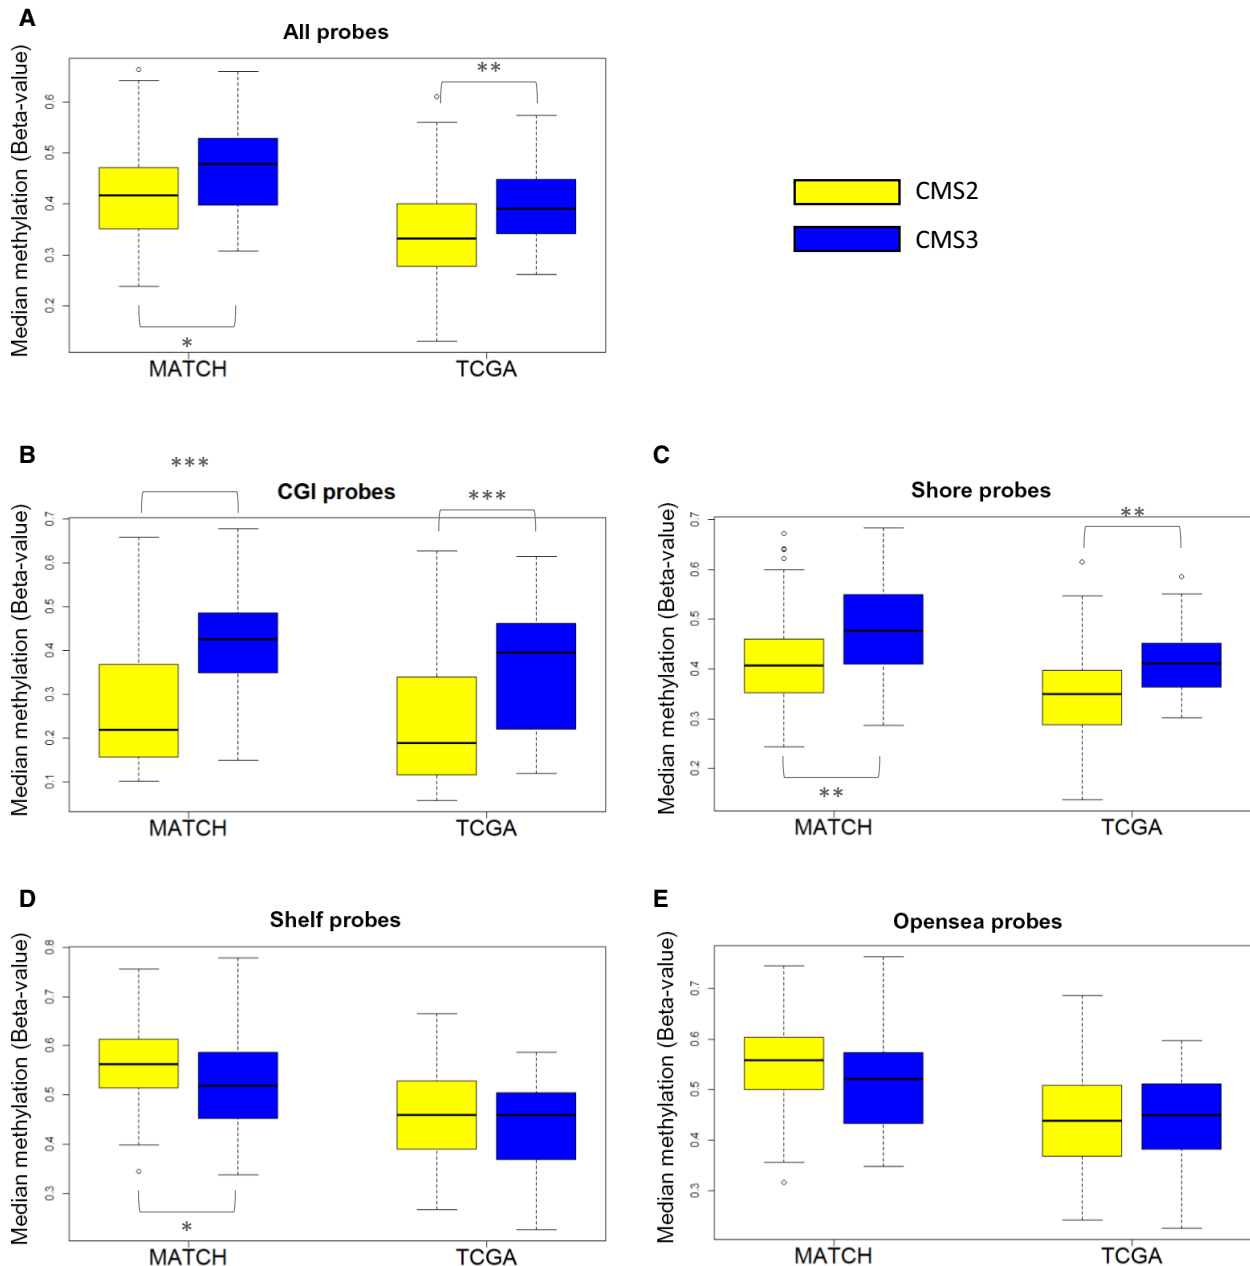 A
All probes
Median methylation (Beta-value)
0.6
0.5
0.4
0.3
0.2
*
**
MATCH
TCGA
CMS2
CMS3
B
CGI probes
Median methylation (Beta-value)
0.7
0.6
0.5
0.4
0.3
0.2
0.1
***
***
MATCH
TCGA
C
Shore probes
Median methylation (Beta-value)
0.7
0.6
0.5
0.4
0.3
0.2
**
**
MATCH
TCGA
D
Shelf probes
Median methylation (Beta-value)
0.8
0.7
0.6
0.5
0.4
0.3
*
MATCH
TCGA
E
Opensea probes
Median methylation (Beta-value)
0.7
0.6
0.5
0.4
0.3
MATCH
TCGA